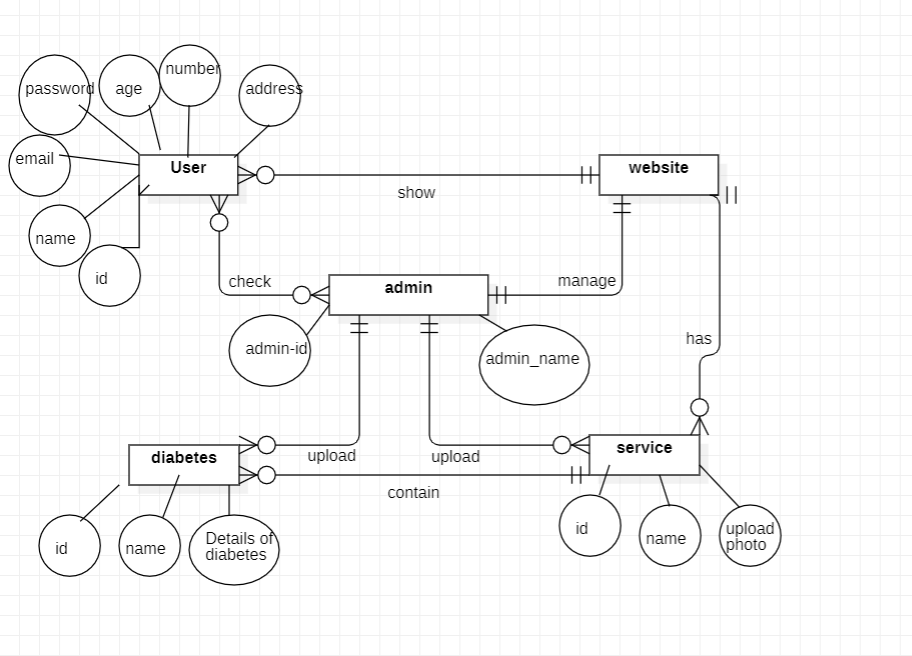 number
password
age
address
email
User
website
show
name
id
check
admin
manage
admin-id
admin_name
has
upload
upload
diabetes
service
contain
id
name
Details of
diabetes
id
name
upload
photo